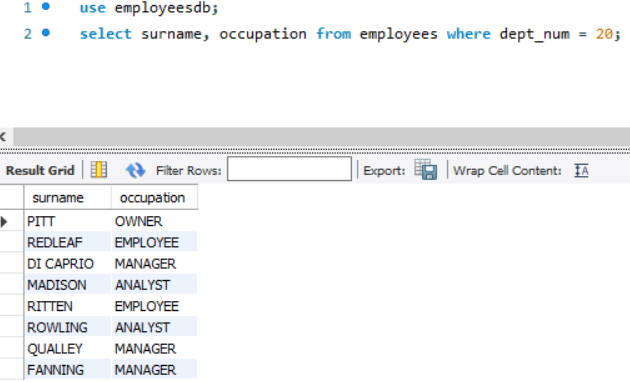 1 use employeesdb;
2 select surname, occupation from employees where dept_num = 20;
Result Grid Filter Rows: Export: Wrap Cell Content: IA
surname occupation
PITT OWNER
REDLEAF EMPLOYEE
DI CAPRIO MANAGER
MADISON ANALYST
RITTEN EMPLOYEE
ROWLING ANALYST
QUALLEY MANAGER
FANNING MANAGER